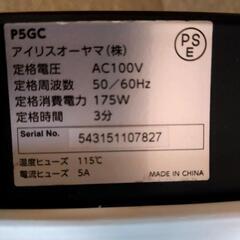 P5GC
アイリスオーヤマ（株）
定格電圧 AC100V
定格周波数 50／60Hz
定格消費電力 175W
定格時間 3分
Serial No. 543151107827
温度ヒューズ 115℃
電流ヒューズ 5A
MADE IN CHINA
PS
E